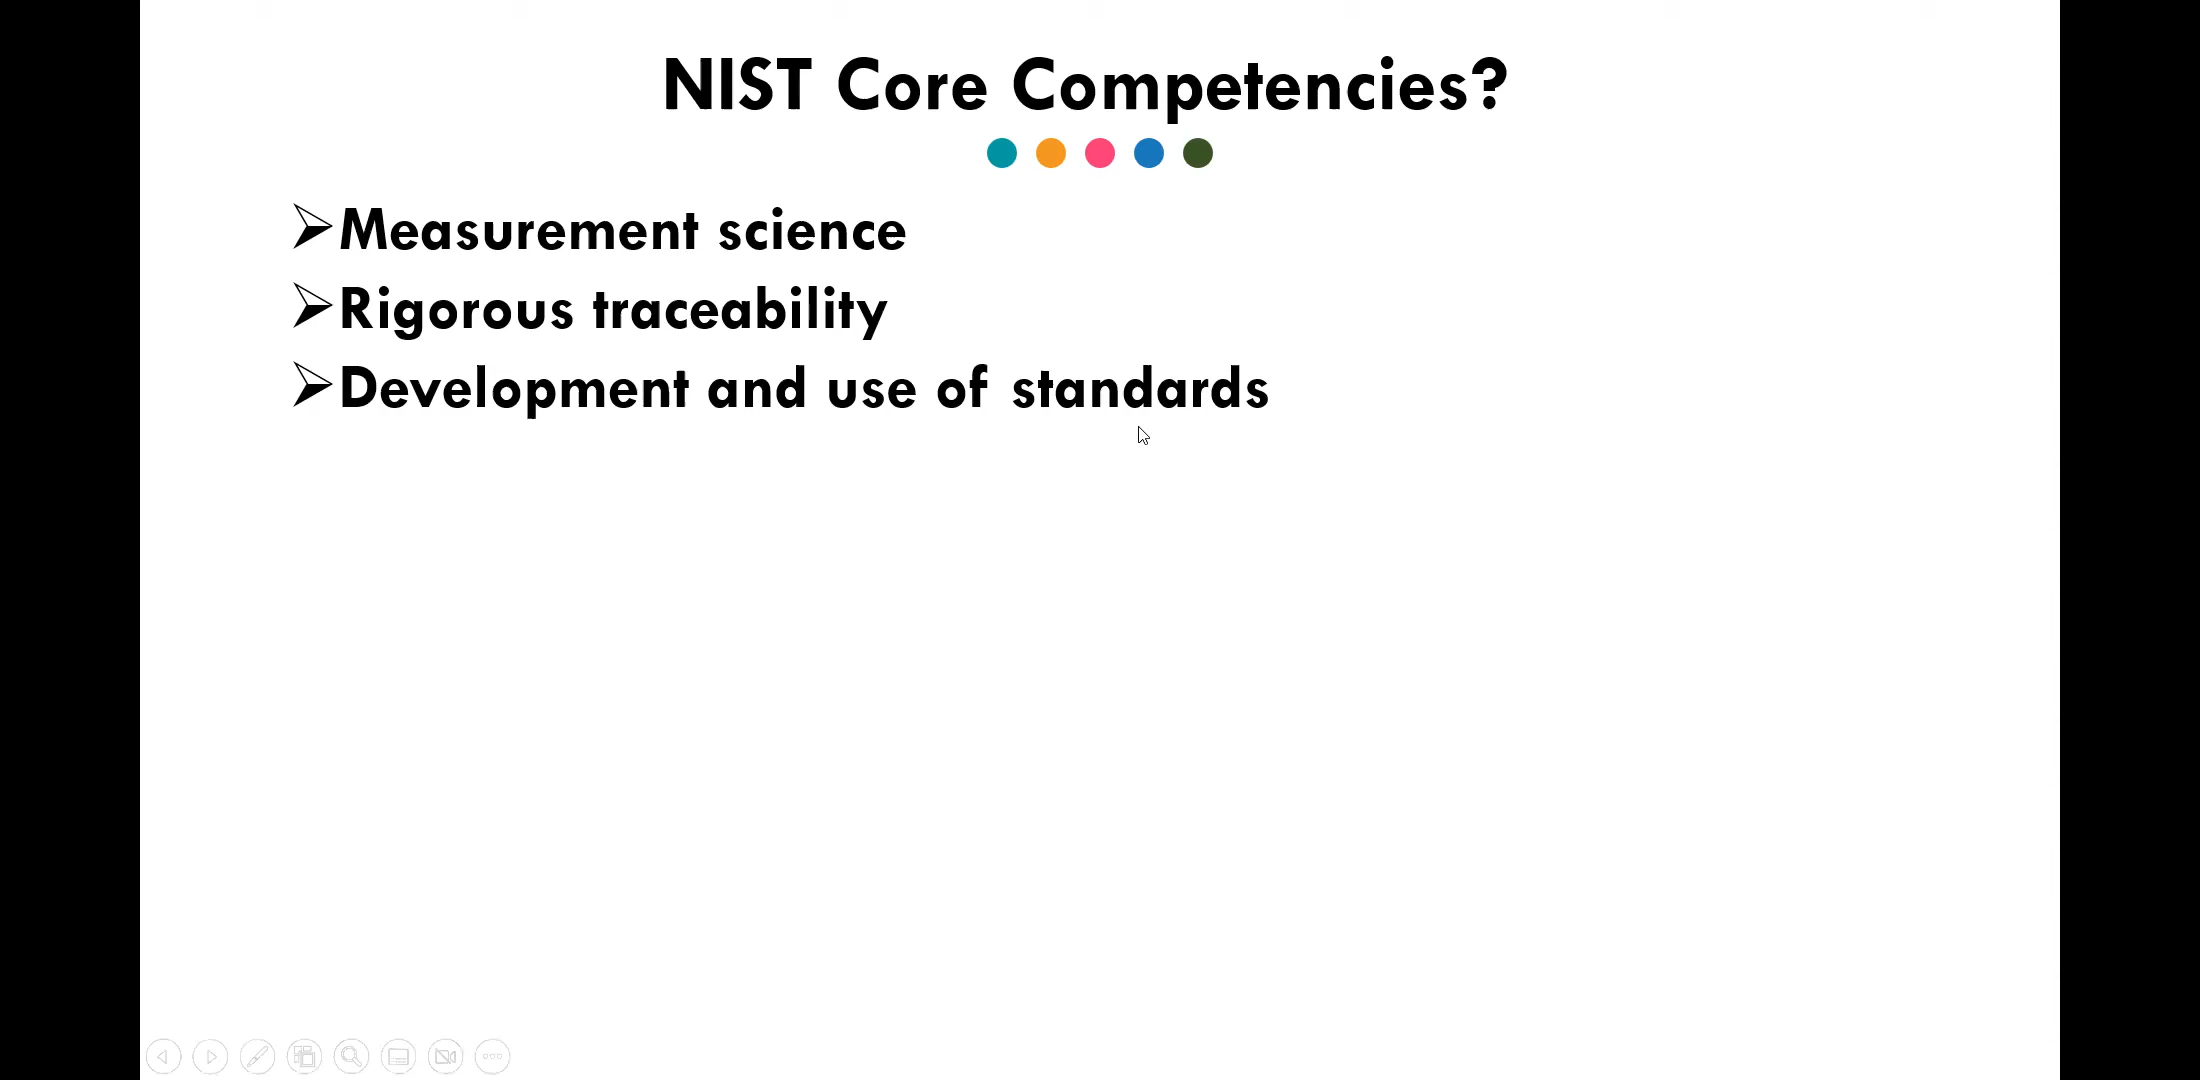 NIST Core Competencies?
➢Measurement science
➢Rigorous traceability
➢Development and use of standards